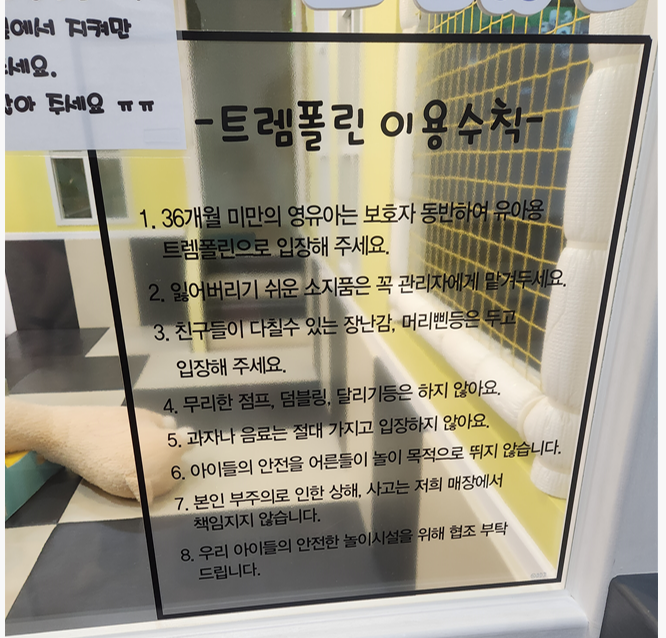 에서 지켜만
세요.
아 주세요 ㅠㅠ
-트렘폴린 이용수칙-
1. 36개월 미만의 영유아는 보호자 동반하여 유아용
트렘폴린으로 입장해 주세요.
2. 잃어버리기 쉬운 소지품은 꼭 관리자에게 맡겨두세요.
3. 친구들이 다칠수 있는 장난감, 머리삔등은 두고
입장해 주세요.
4. 무리한 점프, 덤블링, 달리기등은 하지 않아요.
5. 과자나 음료는 절대 가지고 입장하지 않아요.
6. 아이들의 안전을 어른들이 놀이 목적으로 뛰지 않습니다.
7. 본인 부주의로 인한 상해, 사고는 저희 매장에서
책임지지 않습니다.
8. 우리 아이들의 안전한 놀이시설을 위해 협조 부탁
드립니다.